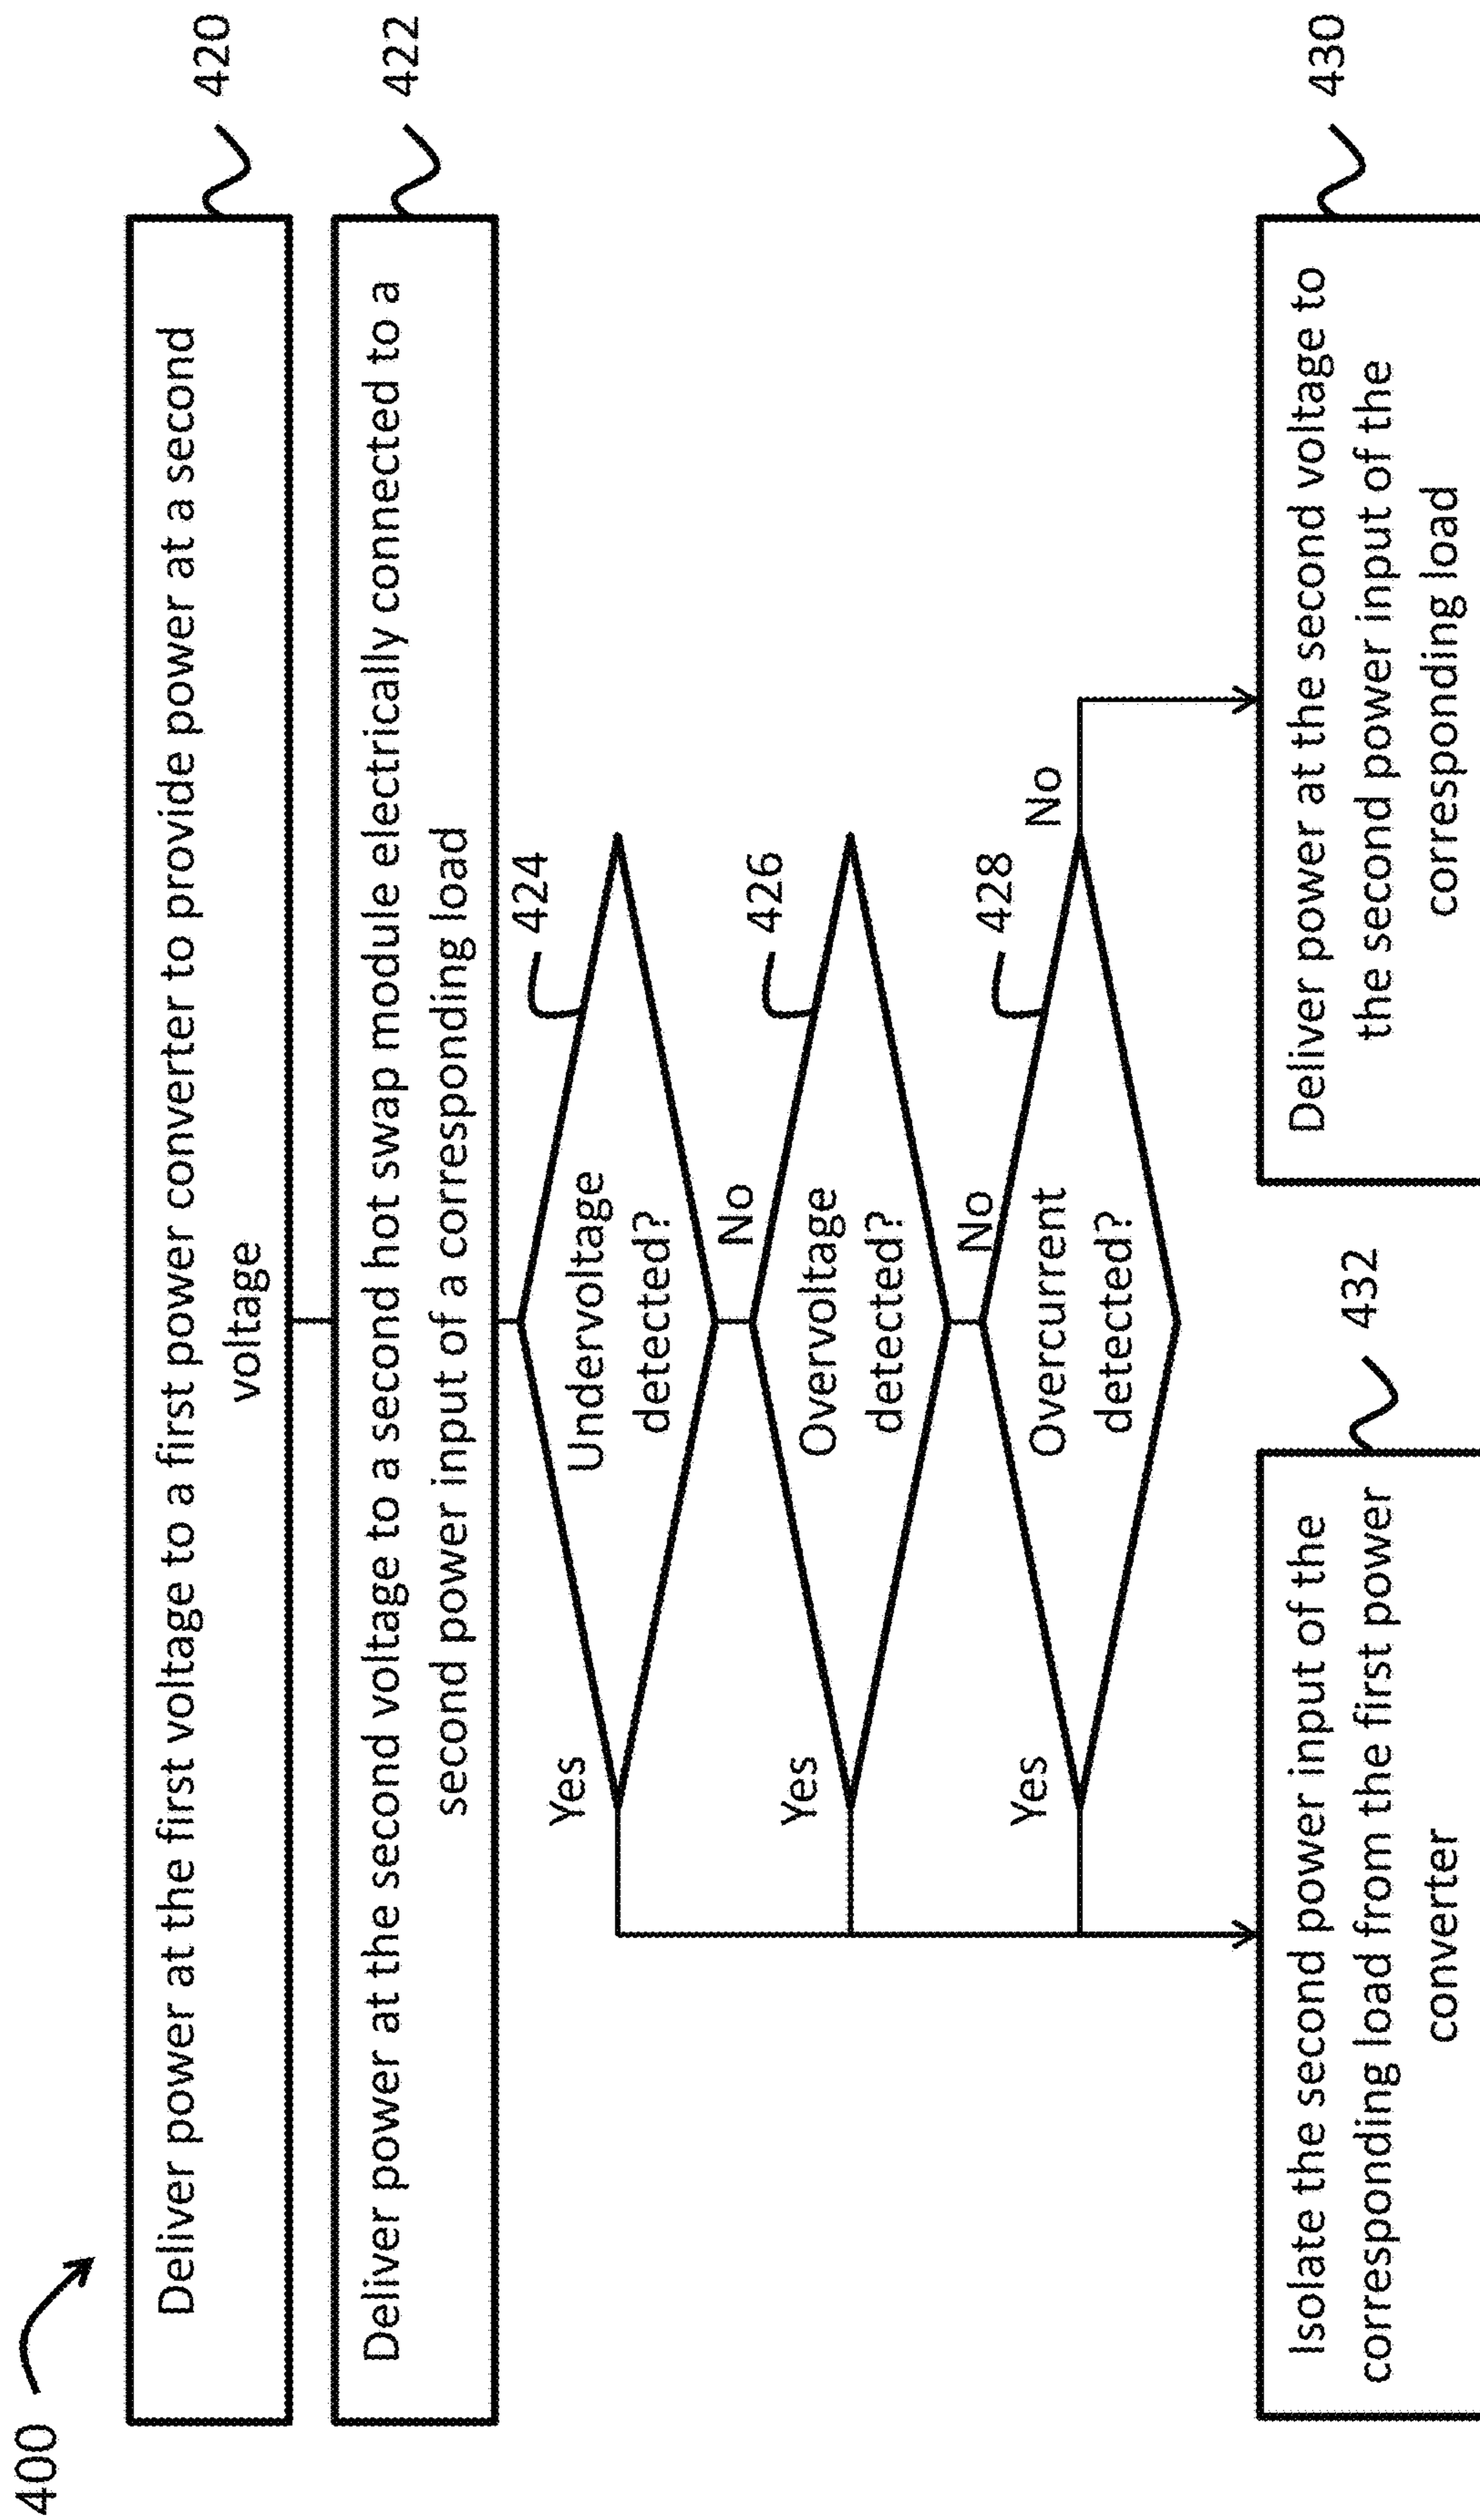 400
Deliver power at the first voltage to a first power converter to provide power at a second
voltage
420
Deliver power at the second voltage to a second hot swap module electrically connected to a
second power input of a corresponding load
422
424
Undervoltage
detected?
Yes
No
426
Overvoltage
detected?
Yes
No
428
Overcurrent
detected?
Yes
No
432
Isolate the second power input of the
corresponding load from the first power
converter
430
Deliver power at the second voltage to
the second power input of the
corresponding load